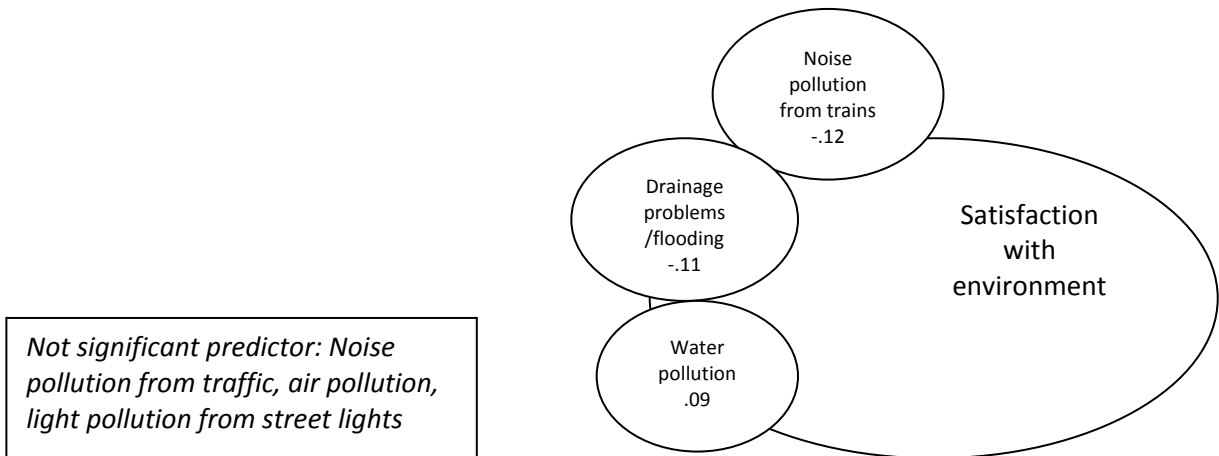 Noise
pollution
from trains
-.12
Drainage
problems
/flooding
-.11
Satisfaction
with
environment
Water
pollution
.09
Not significant predictor: Noise
pollution from traffic, air pollution,
light pollution from street lights